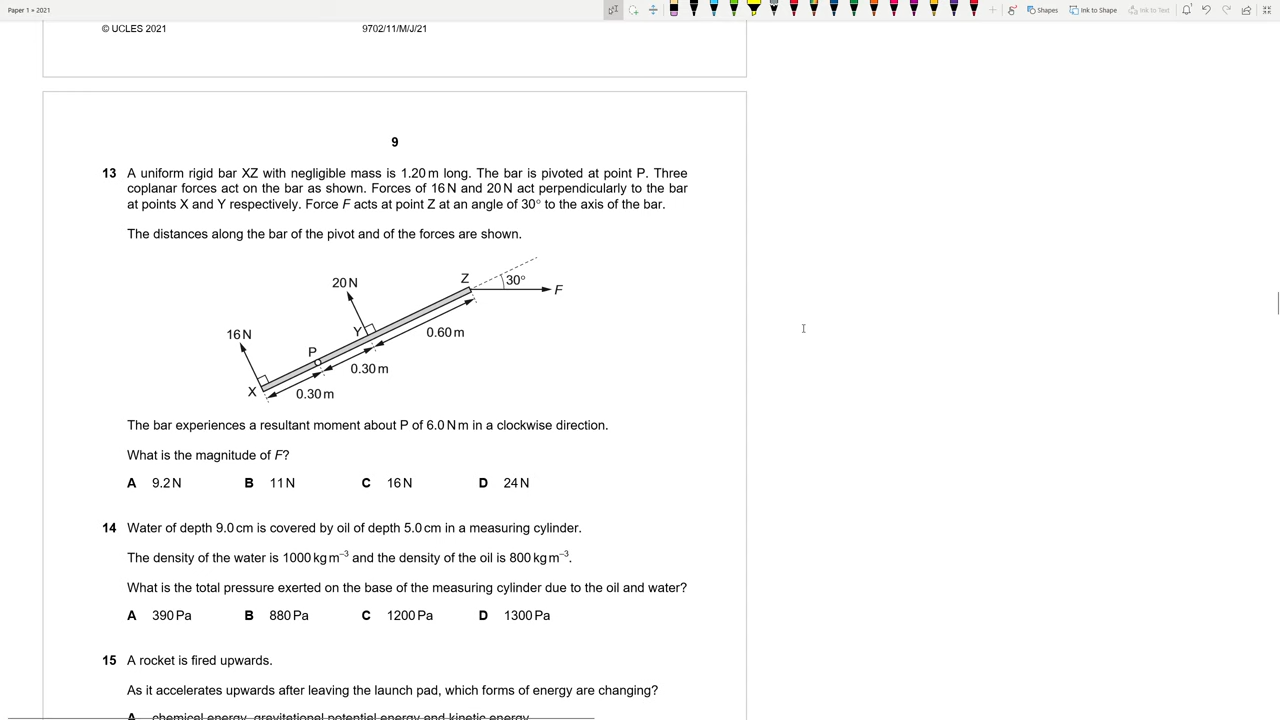 Paper 1 » 2021
Shapes
Ink to Shape
Ink to Text
© UCLES 2021
9702/11/M/J/21
9
13 A uniform rigid bar XZ with negligible mass is 1.20 m long. The bar is pivoted at point P. Three
coplanar forces act on the bar as shown. Forces of 16 N and 20 N act perpendicularly to the bar
at points X and Y respectively. Force F acts at point Z at an angle of 30° to the axis of the bar.
The distances along the bar of the pivot and of the forces are shown.
Z
30°
20 N
F
Y
0.60 m
16 N
P
0.30 m
X
0.30 m
The bar experiences a resultant moment about P of 6.0 N m in a clockwise direction.
What is the magnitude of F?
A 9.2 N B 11 N C 16 N D 24 N
14 Water of depth 9.0 cm is covered by oil of depth 5.0 cm in a measuring cylinder.
The density of the water is 1000 kg m⁻³ and the density of the oil is 800 kg m⁻³.
What is the total pressure exerted on the base of the measuring cylinder due to the oil and water?
A 390 Pa B 880 Pa C 1200 Pa D 1300 Pa
15 A rocket is fired upwards.
As it accelerates upwards after leaving the launch pad, which forms of energy are changing?
A chemical energy, gravitational potential energy and kinetic energy